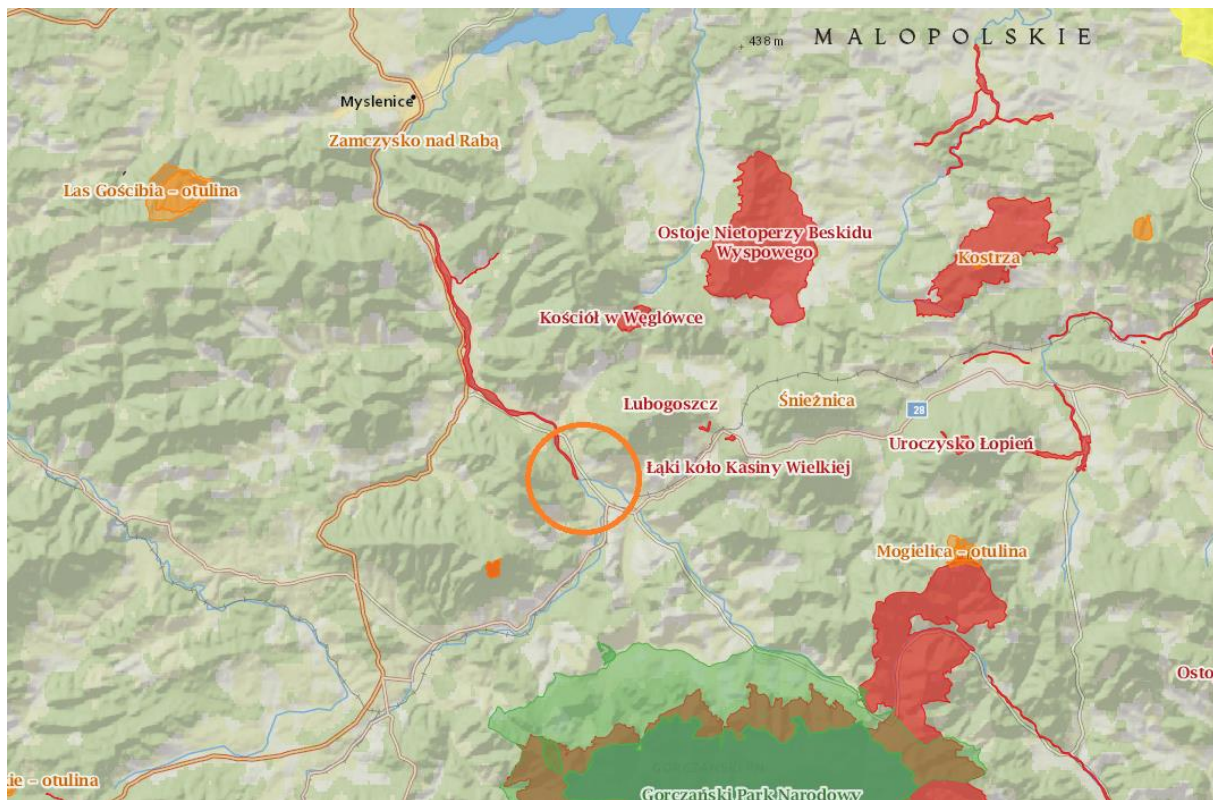 438 m
MALOPOLSKIE
Myslenice
Zamczysko nad Rabą
Las Gościbia – otulina
Ostoje Nietoperzy Beskidu
Wyspowego
Kostrza
Kościół w Węglówce
Śnieżnica
Lubogoszcz
28
Uroczysko Łopień
Łąki koło Kasiny Wielkiej
Mogielica – otulina
Osto
kie – otulina
Gorczański Park Narodowy